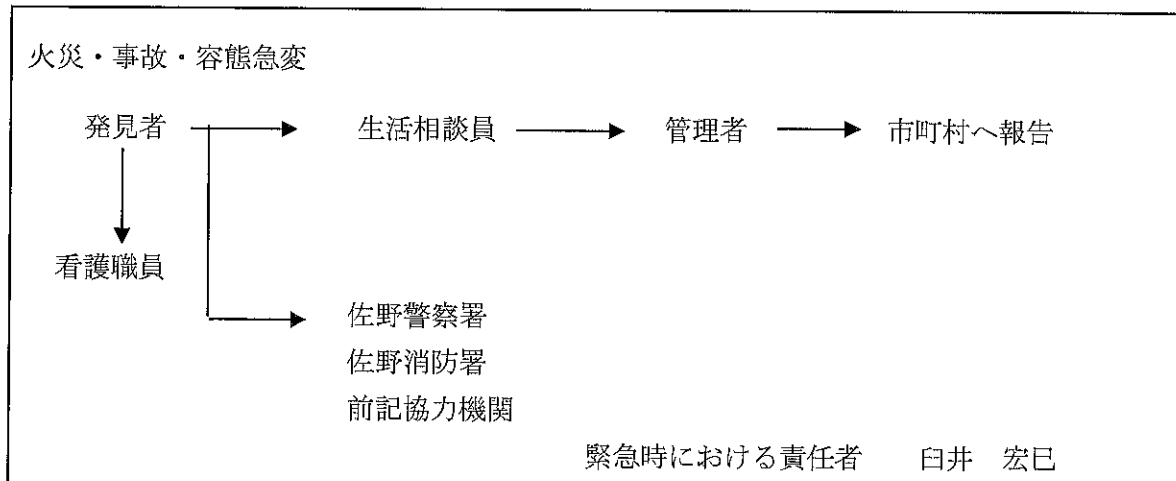 火災・事故・容態急変
発見者 生活相談員 管理者 市町村へ報告
看護職員
佐野警察署
佐野消防署
前記協力機関
緊急時における責任者 臼井 宏巳